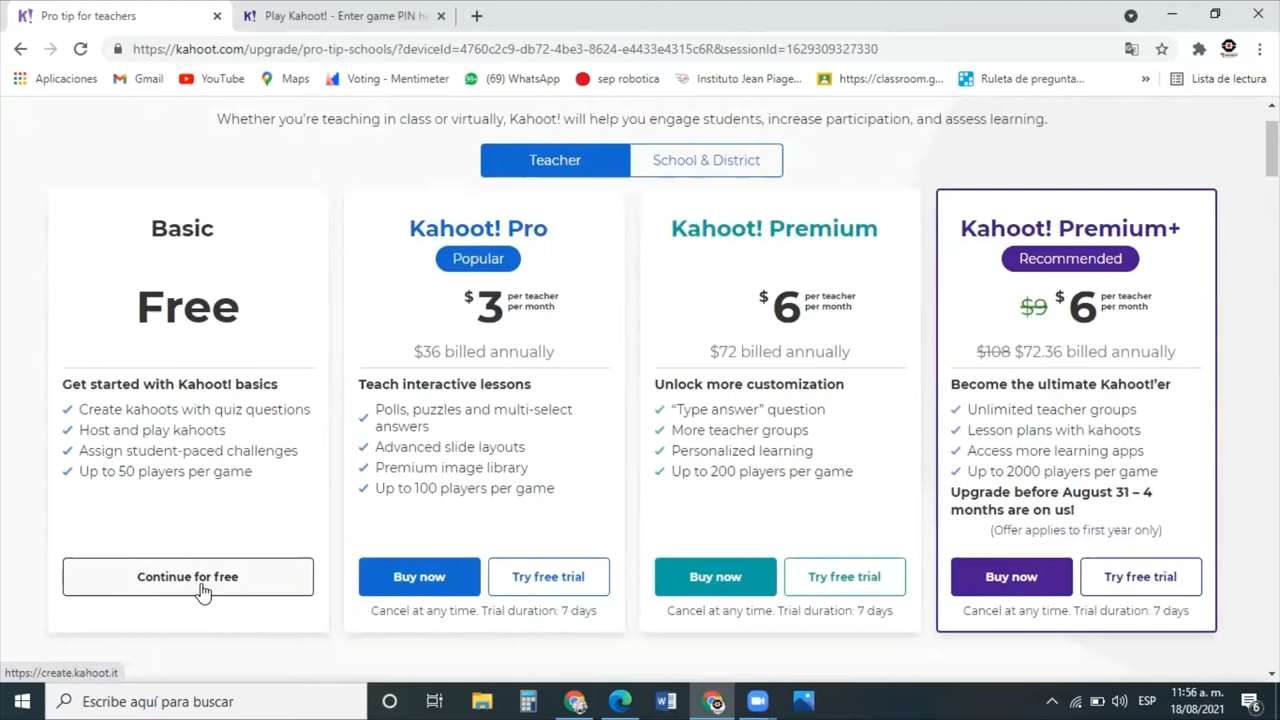 K! Pro tip for teachers
K! Play Kahoot! - Enter game PIN he
https://kahoot.com/upgrade/pro-tip-schools/?deviceId=4760c2c9-db72-4be3-8624-e4433e4315c6R&sessionId=1629309327330
Aplicaciones Gmail YouTube Maps Voting - Mentimeter (69) WhatsApp sep robotica Instituto Jean Piage... https://classroom.g... Ruleta de pregunta... » Lista de lectura
Whether you're teaching in class or virtually, Kahoot! will help you engage students, increase participation, and assess learning.
Teacher School & District
Basic
Free
Get started with Kahoot! basics
Create kahoots with quiz questions
Host and play kahoots
Assign student-paced challenges
Up to 50 players per game
Continue for free
Kahoot! Pro
Popular
$3 per teacher
per month
$36 billed annually
Teach interactive lessons
Polls, puzzles and multi-select
answers
Advanced slide layouts
Premium image library
Up to 100 players per game
Buy now Try free trial
Cancel at any time. Trial duration: 7 days
Kahoot! Premium
$6 per teacher
per month
$72 billed annually
Unlock more customization
“Type answer” question
More teacher groups
Personalized learning
Up to 200 players per game
Buy now Try free trial
Cancel at any time. Trial duration: 7 days
Kahoot! Premium+
Recommended
$9 $6 per teacher
per month
$108 $72.36 billed annually
Become the ultimate Kahoot!'er
Unlimited teacher groups
Lesson plans with kahoots
Access more learning apps
Up to 2000 players per game
Upgrade before August 31 – 4
months are on us!
(Offer applies to first year only)
Buy now Try free trial
Cancel at any time. Trial duration: 7 days
https://create.kahoot.it
Escribe aquí para buscar
ESP
11:56 a. m.
18/08/2021
6